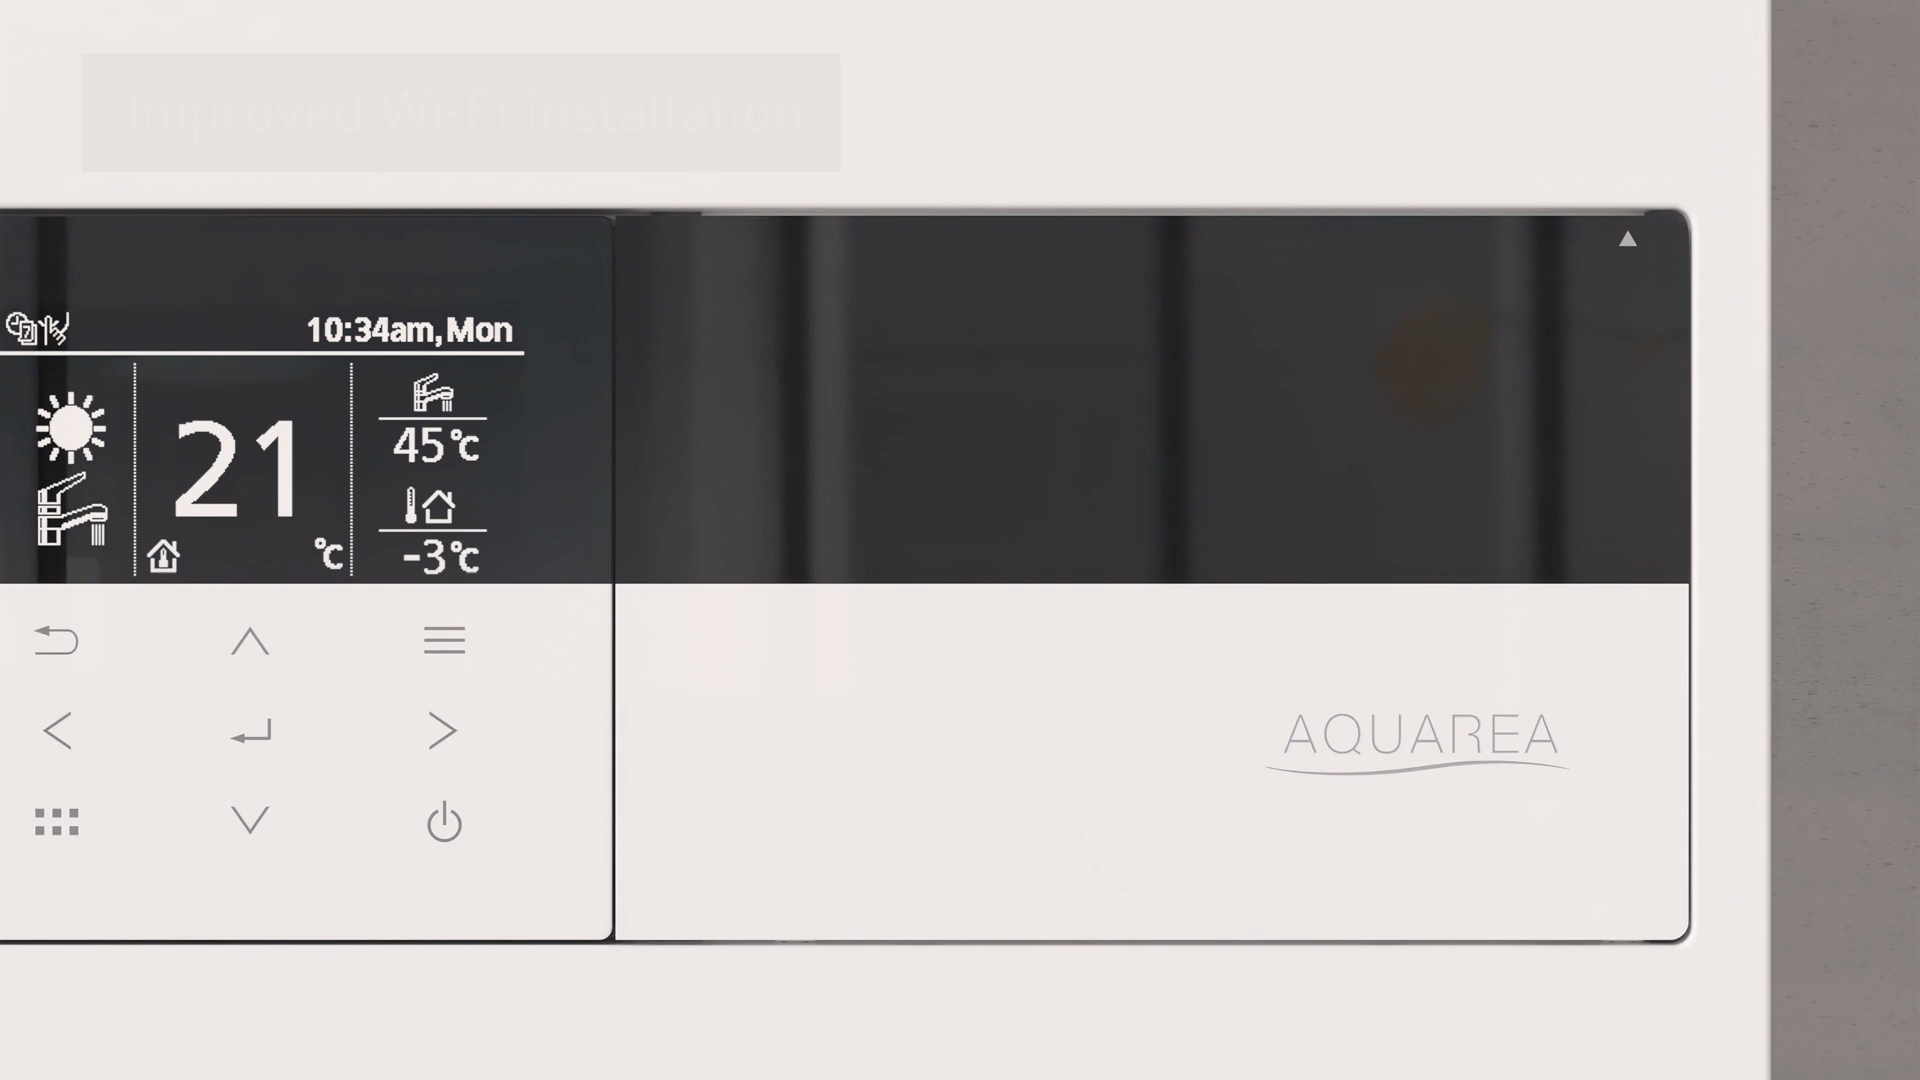 Improved Wi-Fi installation
10:34am, Mon
21
°C
45°C
-3°C
AQUAREA